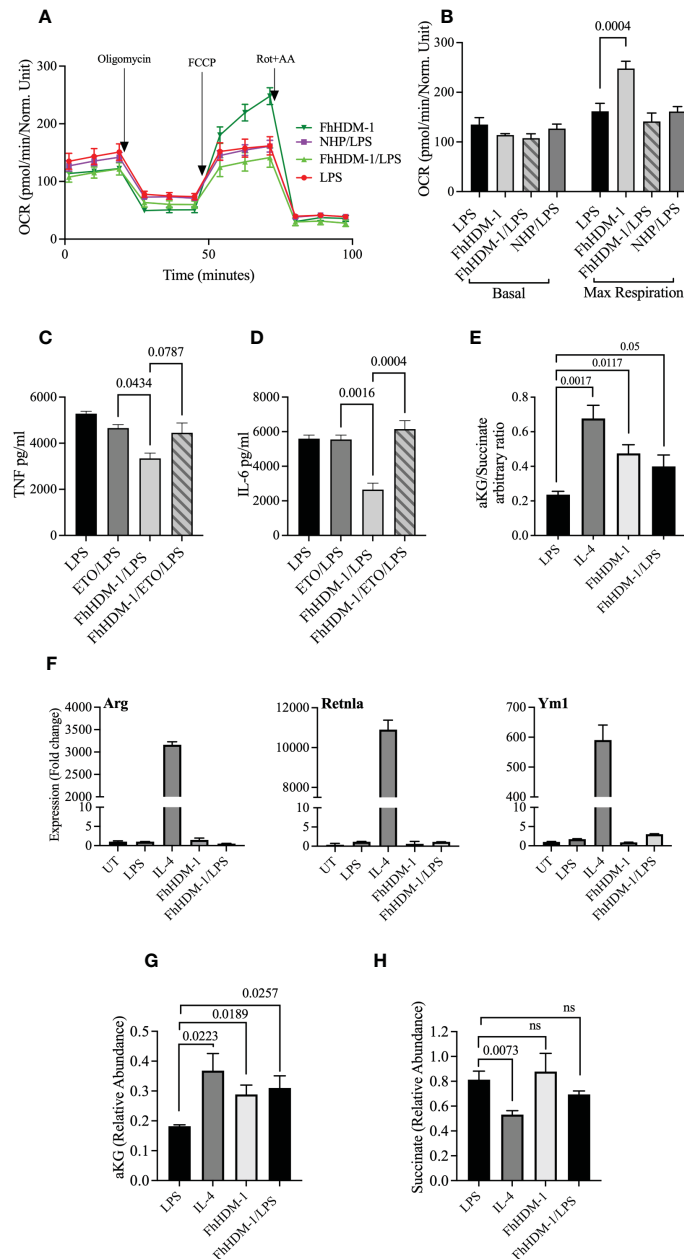 A
Oligomycin
FCCP
Rot+AA
OCR (pmol/min/Norm. Unit)
300
200
100
0
0
50
100
Time (minutes)
FhHDM-1
NHP/LPS
FhHDM-1/LPS
LPS
B
0.0004
OCR (pmol/min/Norm. Unit)
300
200
100
0
LPS
FhHDM-1
FhHDM-1/LPS
NHP/LPS
LPS
FhHDM-1
FhHDM-1/LPS
NHP/LPS
Basal
Max Respiration
C
0.0787
0.0434
TNF pg/ml
6000
4000
2000
0
LPS
ETO/LPS
FhHDM-1/LPS
FhHDM-1/ETO/LPS
D
0.0004
0.0016
IL-6 pg/ml
8000
6000
4000
2000
0
LPS
ETO/LPS
FhHDM-1/LPS
FhHDM-1/ETO/LPS
E
0.05
0.0117
0.0017
aKG/Succinate
arbitrary ratio
0.8
0.6
0.4
0.2
0.0
LPS
IL-4
FhHDM-1
FhHDM-1/LPS
F
Expression (Fold change)
Arg
4000
3500
3000
2500
2000
10
5
0
UT
LPS
IL-4
FhHDM-1
FhHDM-1/LPS
Retnla
12000
10000
8000
10
5
0
UT
LPS
IL-4
FhHDM-1
FhHDM-1/LPS
Ym1
700
600
500
400
300
10
5
0
UT
LPS
IL-4
FhHDM-1
FhHDM-1/LPS
G
0.0257
0.0189
0.0223
aKG (Relative Abundance)
0.5
0.4
0.3
0.2
0.1
0.0
LPS
IL-4
FhHDM-1
FhHDM-1/LPS
H
ns
ns
0.0073
Succinate (Relative Abundance)
1.2
1.0
0.8
0.6
0.4
0.2
0.0
LPS
IL-4
FhHDM-1
FhHDM-1/LPS